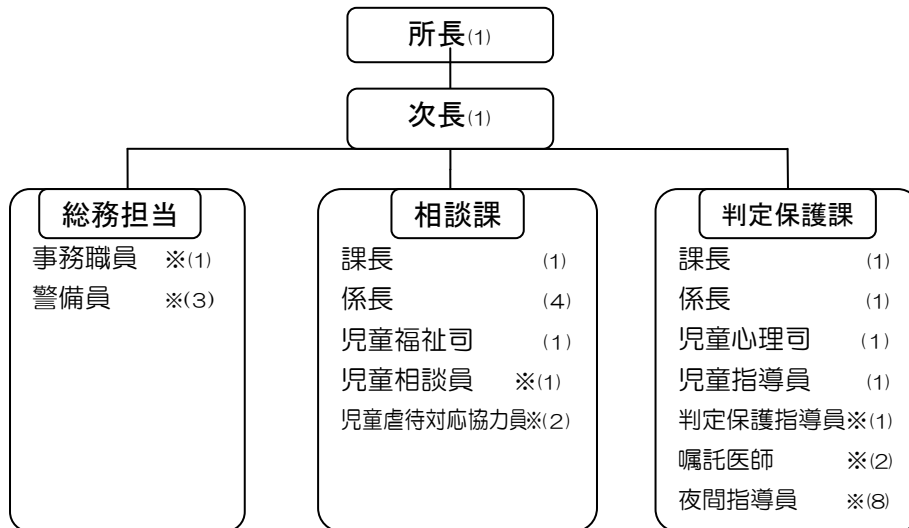 所長(1)
次長(1)
総務担当
事務職員 ※(1)
警備員 ※(3)
相談課
課長 (1)
係長 (4)
児童福祉司 (1)
児童相談員 ※(1)
児童虐待対応協力員※(2)
判定保護課
課長 (1)
係長 (1)
児童心理司 (1)
児童指導員 (1)
判定保護指導員※(1)
嘱託医師 ※(2)
夜間指導員 ※(8)